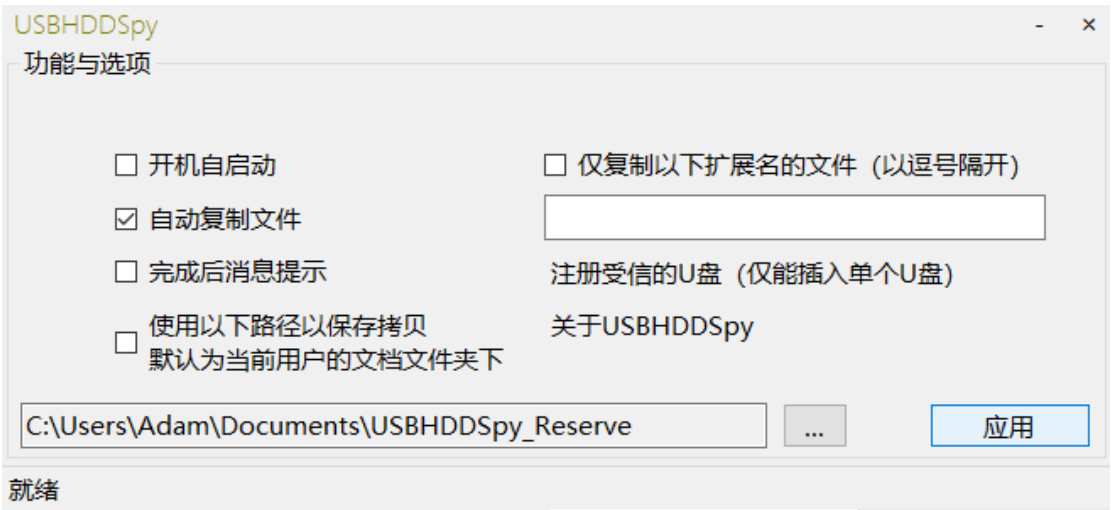 USBHDDSpy
功能与选项
开机自启动
仅复制以下扩展名的文件（以逗号隔开）
自动复制文件
完成后消息提示
注册受信的U盘（仅能插入单个U盘）
使用以下路径以保存拷贝
默认为当前用户的文档文件夹下
关于USBHDDSpy
C:\Users\Adam\Documents\USBHDDSpy_Reserve
...
应用
就绪